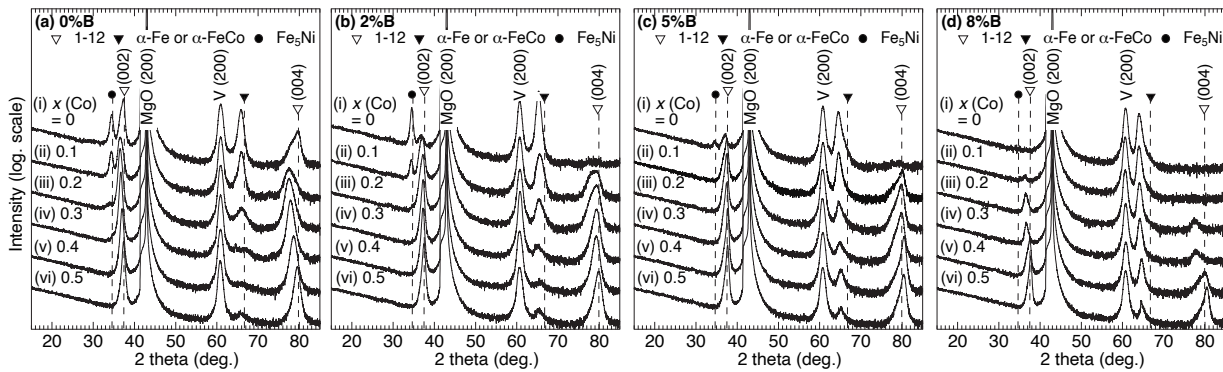 (a) 0%B
▽ 1-12 ▼ α-Fe or α-FeCo ● Fe5Ni
(002)
MgO (200)
V (200)
(004)
(i) x (Co)
= 0
(ii) 0.1
(iii) 0.2
(iv) 0.3
(v) 0.4
(vi) 0.5
Intensity (log. scale)
20 30 40 50 60 70 80
2 theta (deg.)
(b) 2%B
▽ 1-12 ▼ α-Fe or α-FeCo ● Fe5Ni
(002)
MgO (200)
V (200)
(004)
(i) x (Co)
= 0
(ii) 0.1
(iii) 0.2
(iv) 0.3
(v) 0.4
(vi) 0.5
20 30 40 50 60 70 80
2 theta (deg.)
(c) 5%B
▽ 1-12 ▼ α-Fe or α-FeCo ● Fe5Ni
(002)
MgO (200)
V (200)
(004)
(i) x (Co)
= 0
(ii) 0.1
(iii) 0.2
(iv) 0.3
(v) 0.4
(vi) 0.5
20 30 40 50 60 70 80
2 theta (deg.)
(d) 8%B
▽ 1-12 ▼ α-Fe or α-FeCo ● Fe5Ni
(002)
MgO (200)
V (200)
(004)
(i) x (Co)
= 0
(ii) 0.1
(iii) 0.2
(iv) 0.3
(v) 0.4
(vi) 0.5
20 30 40 50 60 70 80
2 theta (deg.)